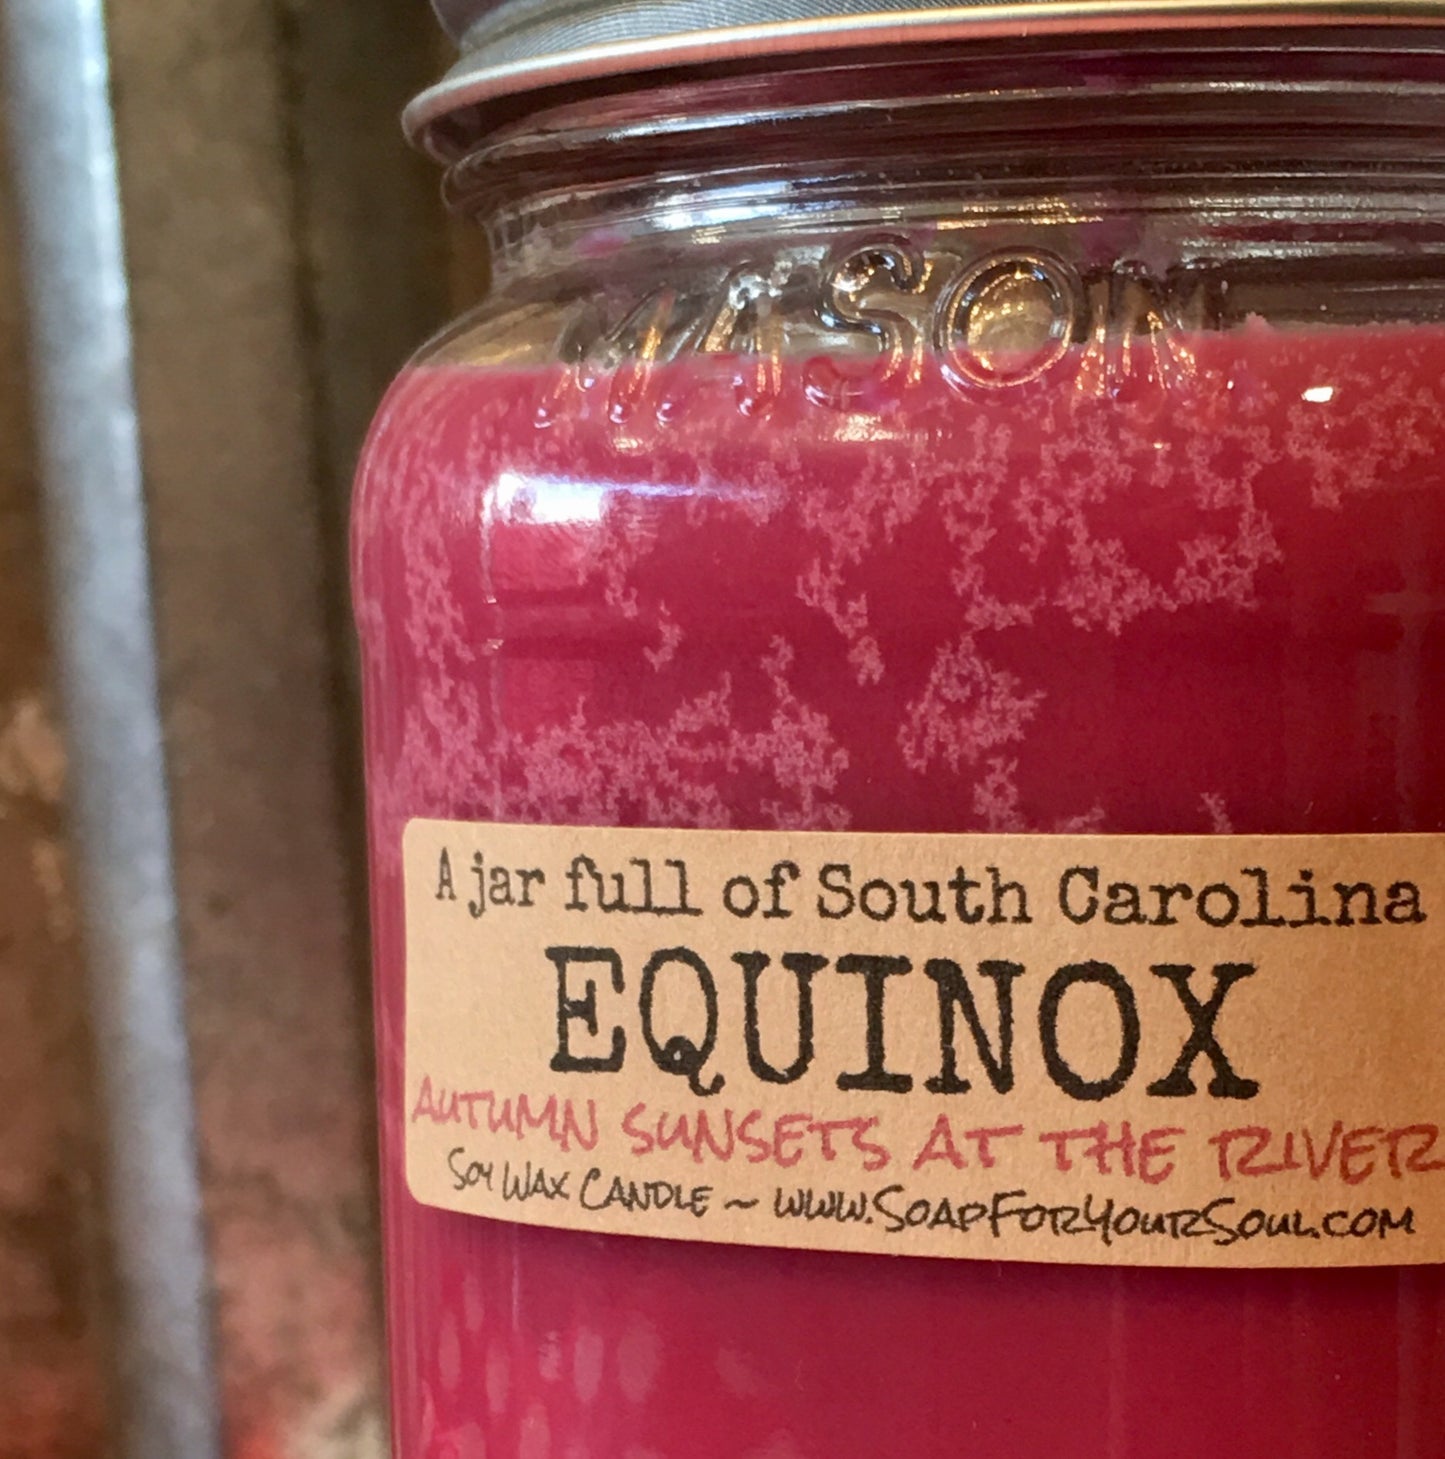 MASON
A jar full of South Carolina
EQUINOX
AUTUMN SUNSETS AT THE RIVER
SOY WAX CANDLE ~ WWW.SOAPFORYOURSOUL.COM